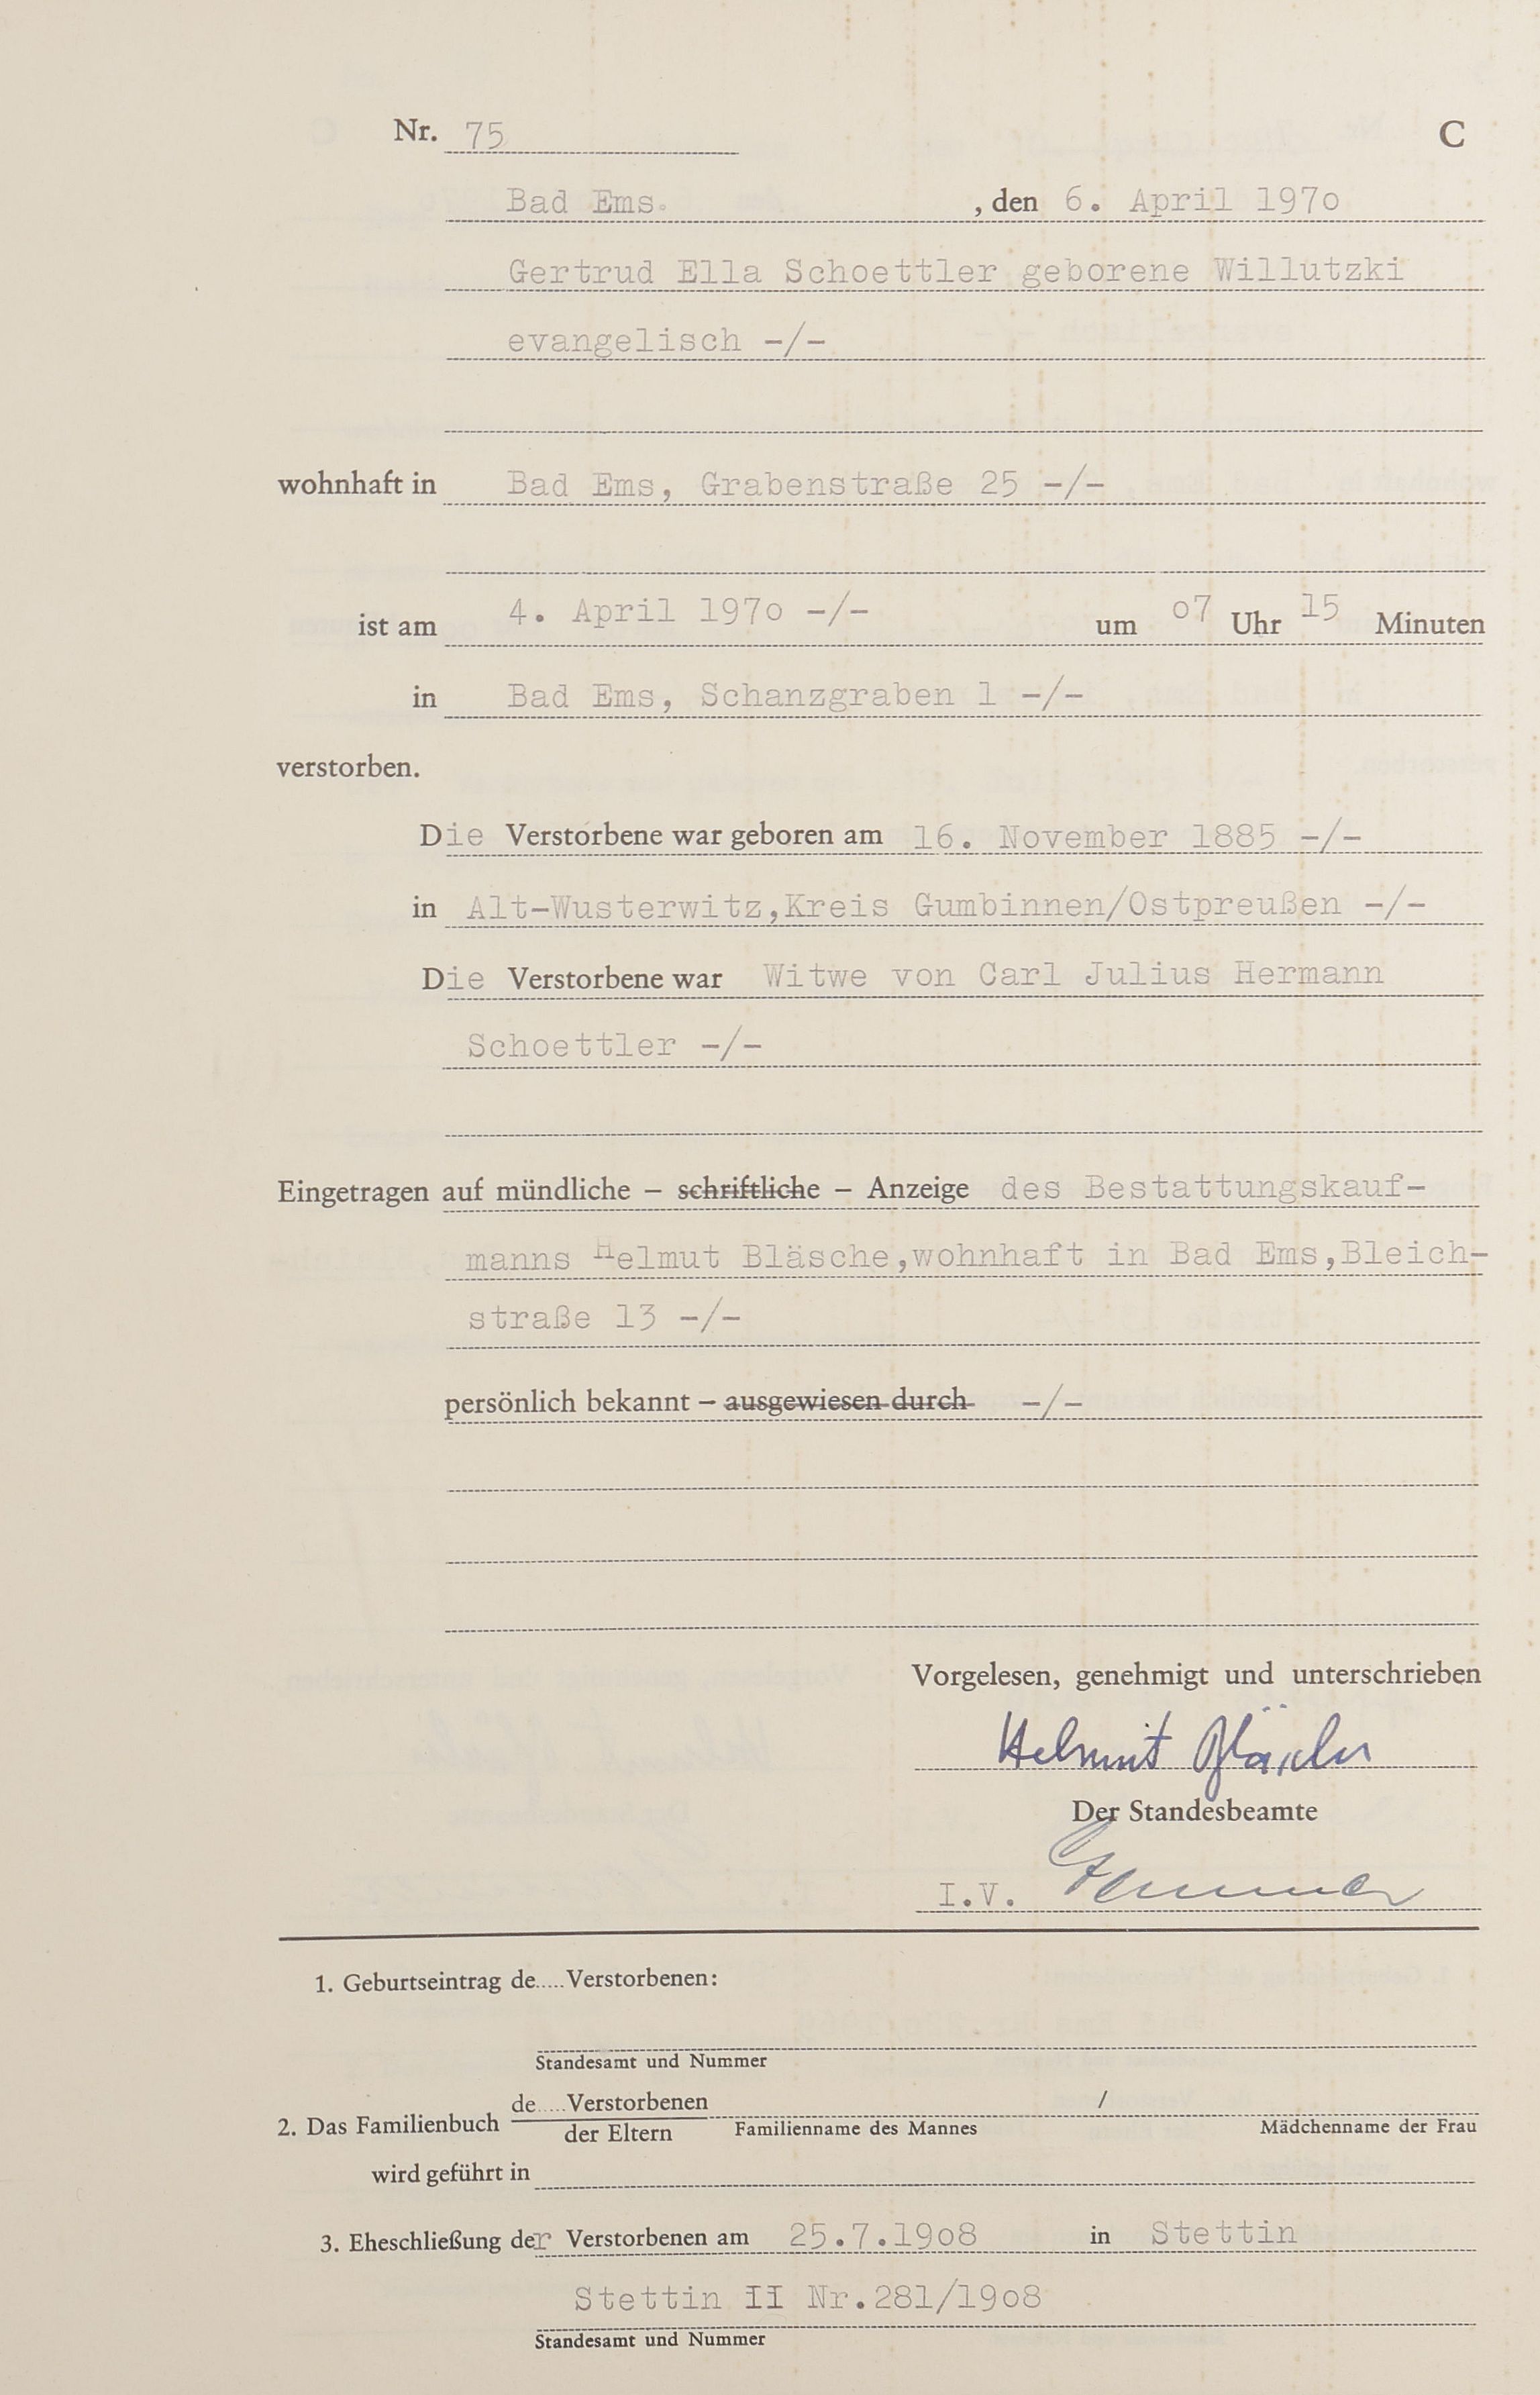 Nr. 75 C
Bad Ems. , den 6. April 197o
Gertrud Ella Schoettler geborene Willutzki
evangelisch -/-
wohnhaft in Bad Ems, Grabenstraße 25 -/-
ist am 4. April 197o -/- um o7 Uhr 15 Minuten
in Bad Ems, Schanzgraben 1 -/-
verstorben.
Die Verstorbene war geboren am 16. November 1885 -/-
in Alt-Wusterwitz,Kreis Gumbinnen/Ostpreußen -/-
Die Verstorbene war Witwe von Carl Julius Hermann
Schoettler -/-
Eingetragen auf mündliche – schriftliche – Anzeige des Bestattungskauf-
manns Helmut Bläsche,wohnhaft in Bad Ems,Bleich-
straße 13 -/-
persönlich bekannt – ausgewiesen durch -/-
Vorgelesen, genehmigt und unterschrieben
Helmut Bläsche
Der Standesbeamte
I.V.
1. Geburtseintrag de.....Verstorbenen:
Standesamt und Nummer
de.....Verstorbenen /
2. Das Familienbuch der Eltern Familienname des Mannes Mädchenname der Frau
wird geführt in
3. Eheschließung der Verstorbenen am 25.7.19o8 in Stettin
Stettin II Nr.281/19o8
Standesamt und Nummer